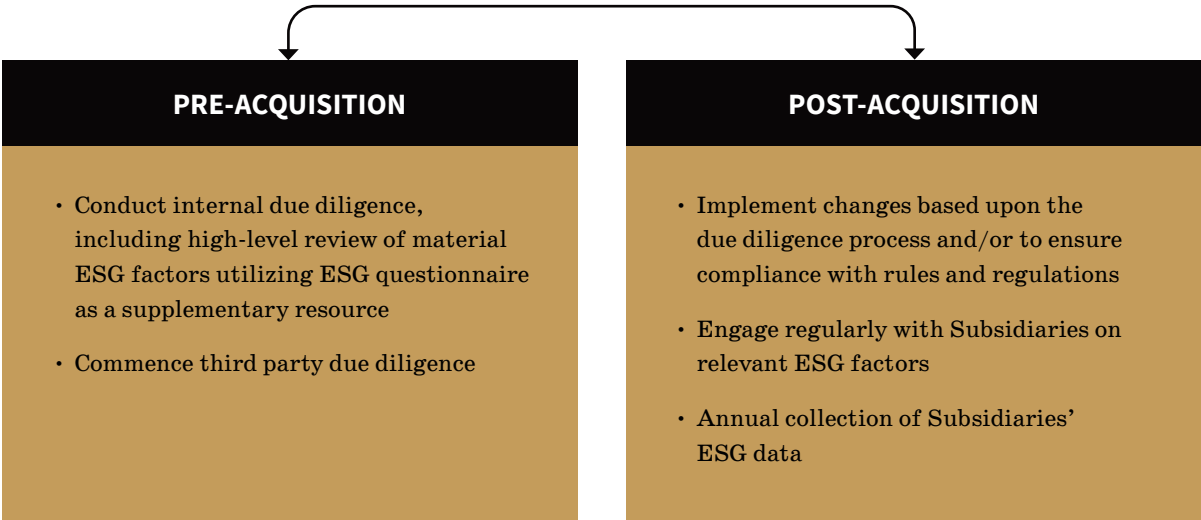 PRE-ACQUISITION
• Conduct internal due diligence,
including high-level review of material
ESG factors utilizing ESG questionnaire
as a supplementary resource
• Commence third party due diligence
POST-ACQUISITION
• Implement changes based upon the
due diligence process and/or to ensure
compliance with rules and regulations
• Engage regularly with Subsidiaries on
relevant ESG factors
• Annual collection of Subsidiaries’
ESG data